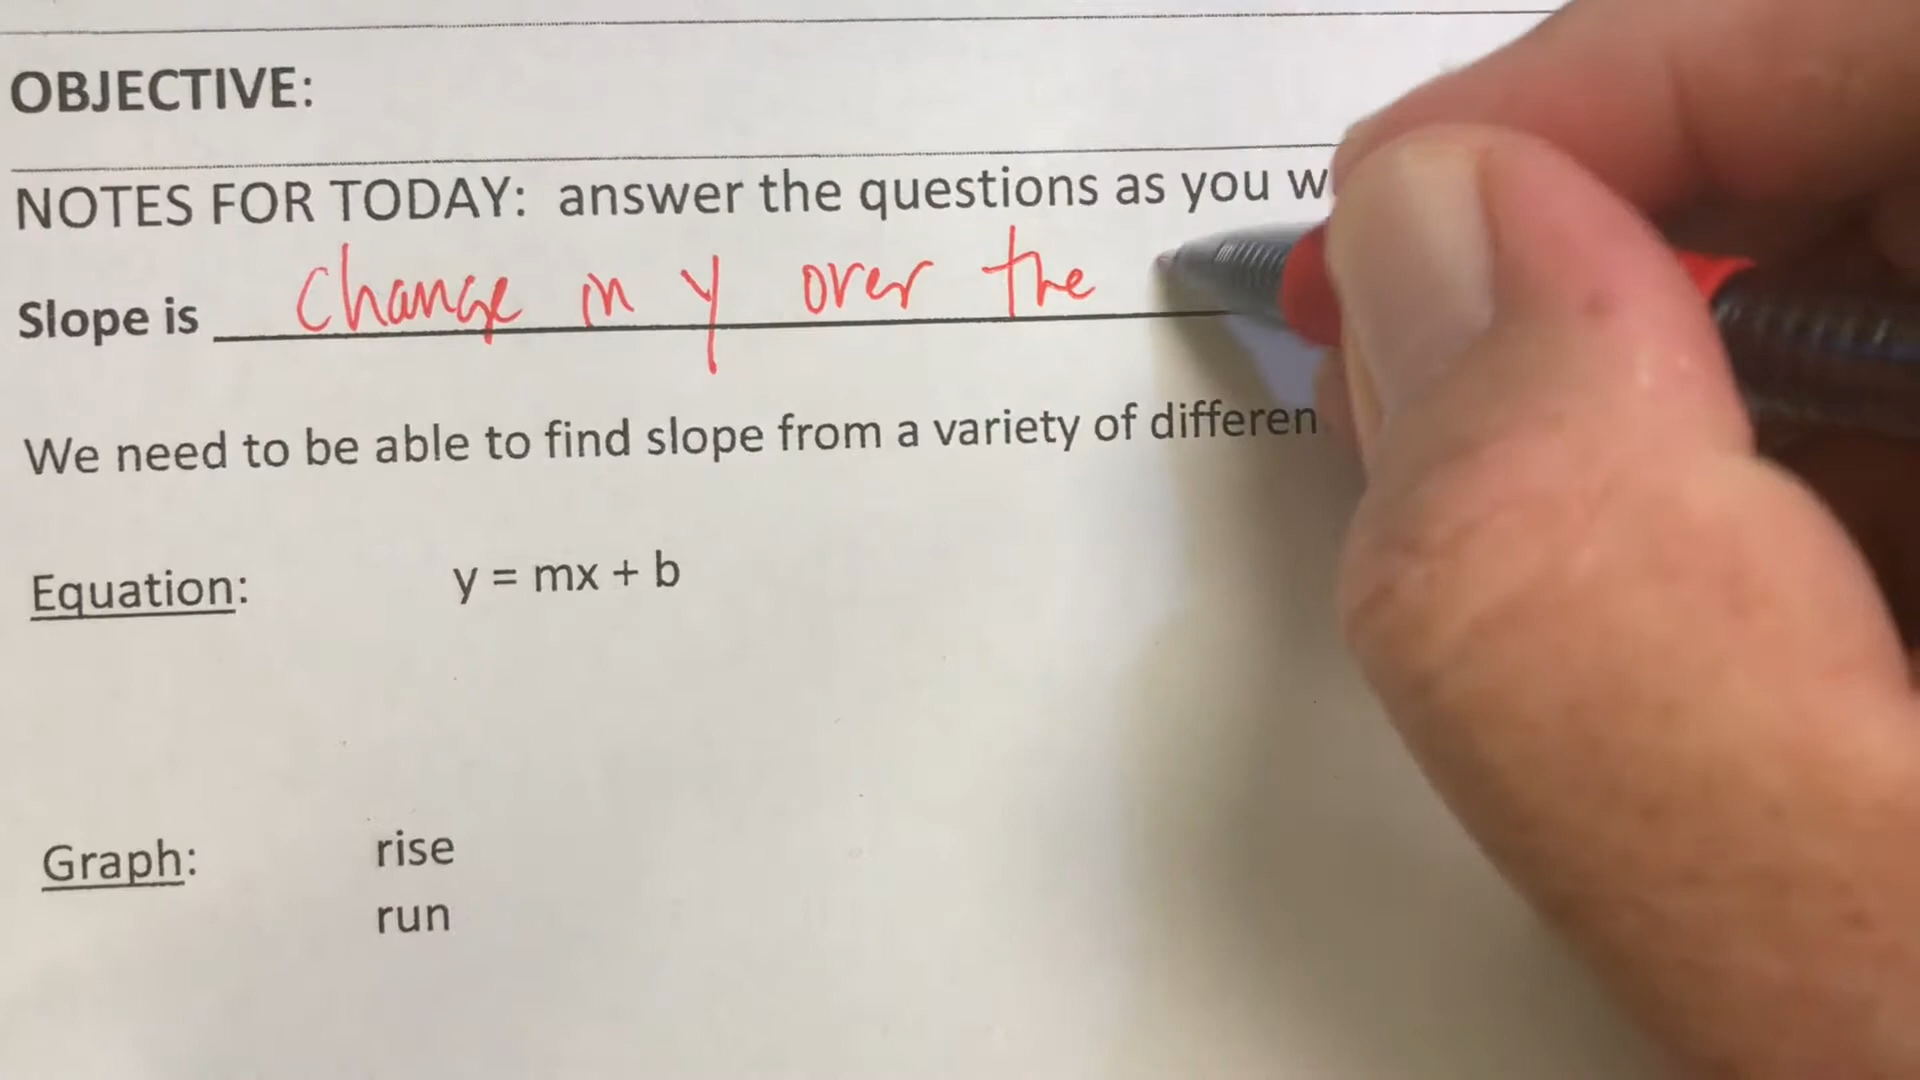 OBJECTIVE:
NOTES FOR TODAY: answer the questions as you
Slope is change in y over the
We need to be able to find slope from a variety of
Equation: y = mx + b
Graph: rise
run